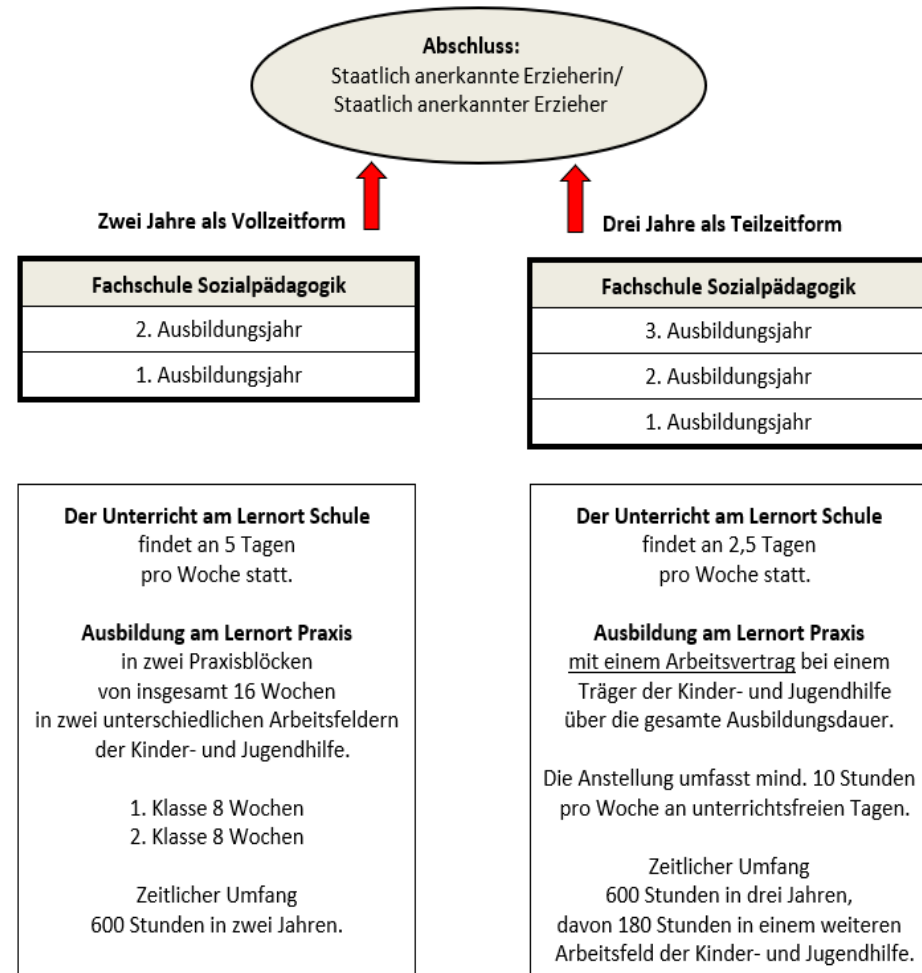 Abschluss:
Staatlich anerkannte Erzieherin/
Staatlich anerkannter Erzieher
Zwei Jahre als Vollzeitform
Fachschule Sozialpädagogik
2. Ausbildungsjahr
1. Ausbildungsjahr
Der Unterricht am Lernort Schule
findet an 5 Tagen
pro Woche statt.
Ausbildung am Lernort Praxis
in zwei Praxisblöcken
von insgesamt 16 Wochen
in zwei unterschiedlichen Arbeitsfeldern
der Kinder- und Jugendhilfe.
1. Klasse 8 Wochen
2. Klasse 8 Wochen
Zeitlicher Umfang
600 Stunden in zwei Jahren.
Drei Jahre als Teilzeitform
Fachschule Sozialpädagogik
3. Ausbildungsjahr
2. Ausbildungsjahr
1. Ausbildungsjahr
Der Unterricht am Lernort Schule
findet an 2,5 Tagen
pro Woche statt.
Ausbildung am Lernort Praxis
mit einem Arbeitsvertrag bei einem
Träger der Kinder- und Jugendhilfe
über die gesamte Ausbildungsdauer.
Die Anstellung umfasst mind. 10 Stunden
pro Woche an unterrichtsfreien Tagen.
Zeitlicher Umfang
600 Stunden in drei Jahren,
davon 180 Stunden in einem weiteren
Arbeitsfeld der Kinder- und Jugendhilfe.